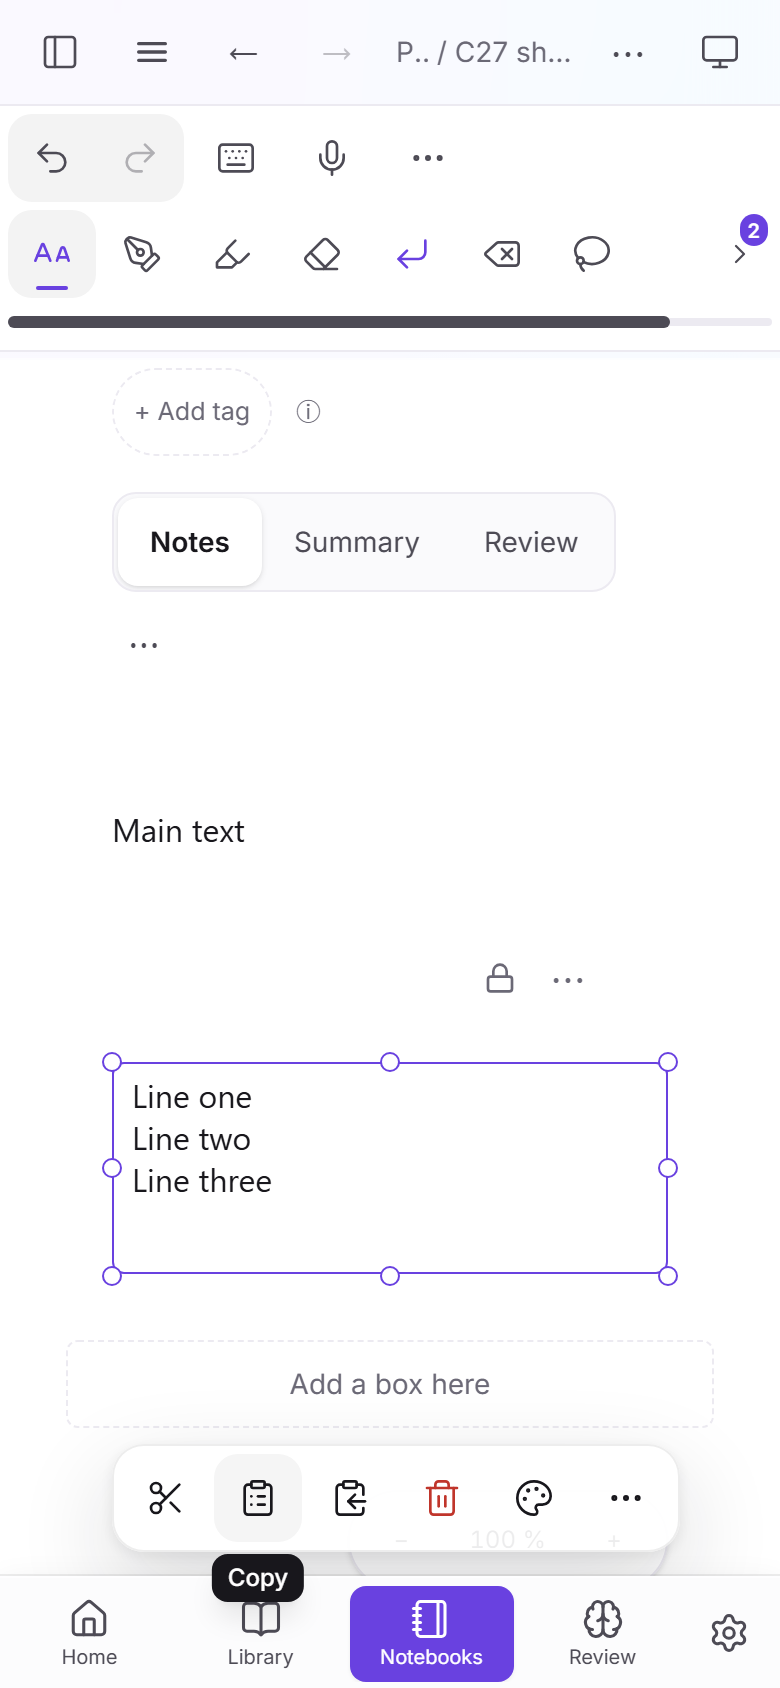 P.. / C27 sh...
2
+ Add tag
Notes Summary Review
Main text
Line one
Line two
Line three
Add a box here
− 100 % +
Copy
Home Library Notebooks Review